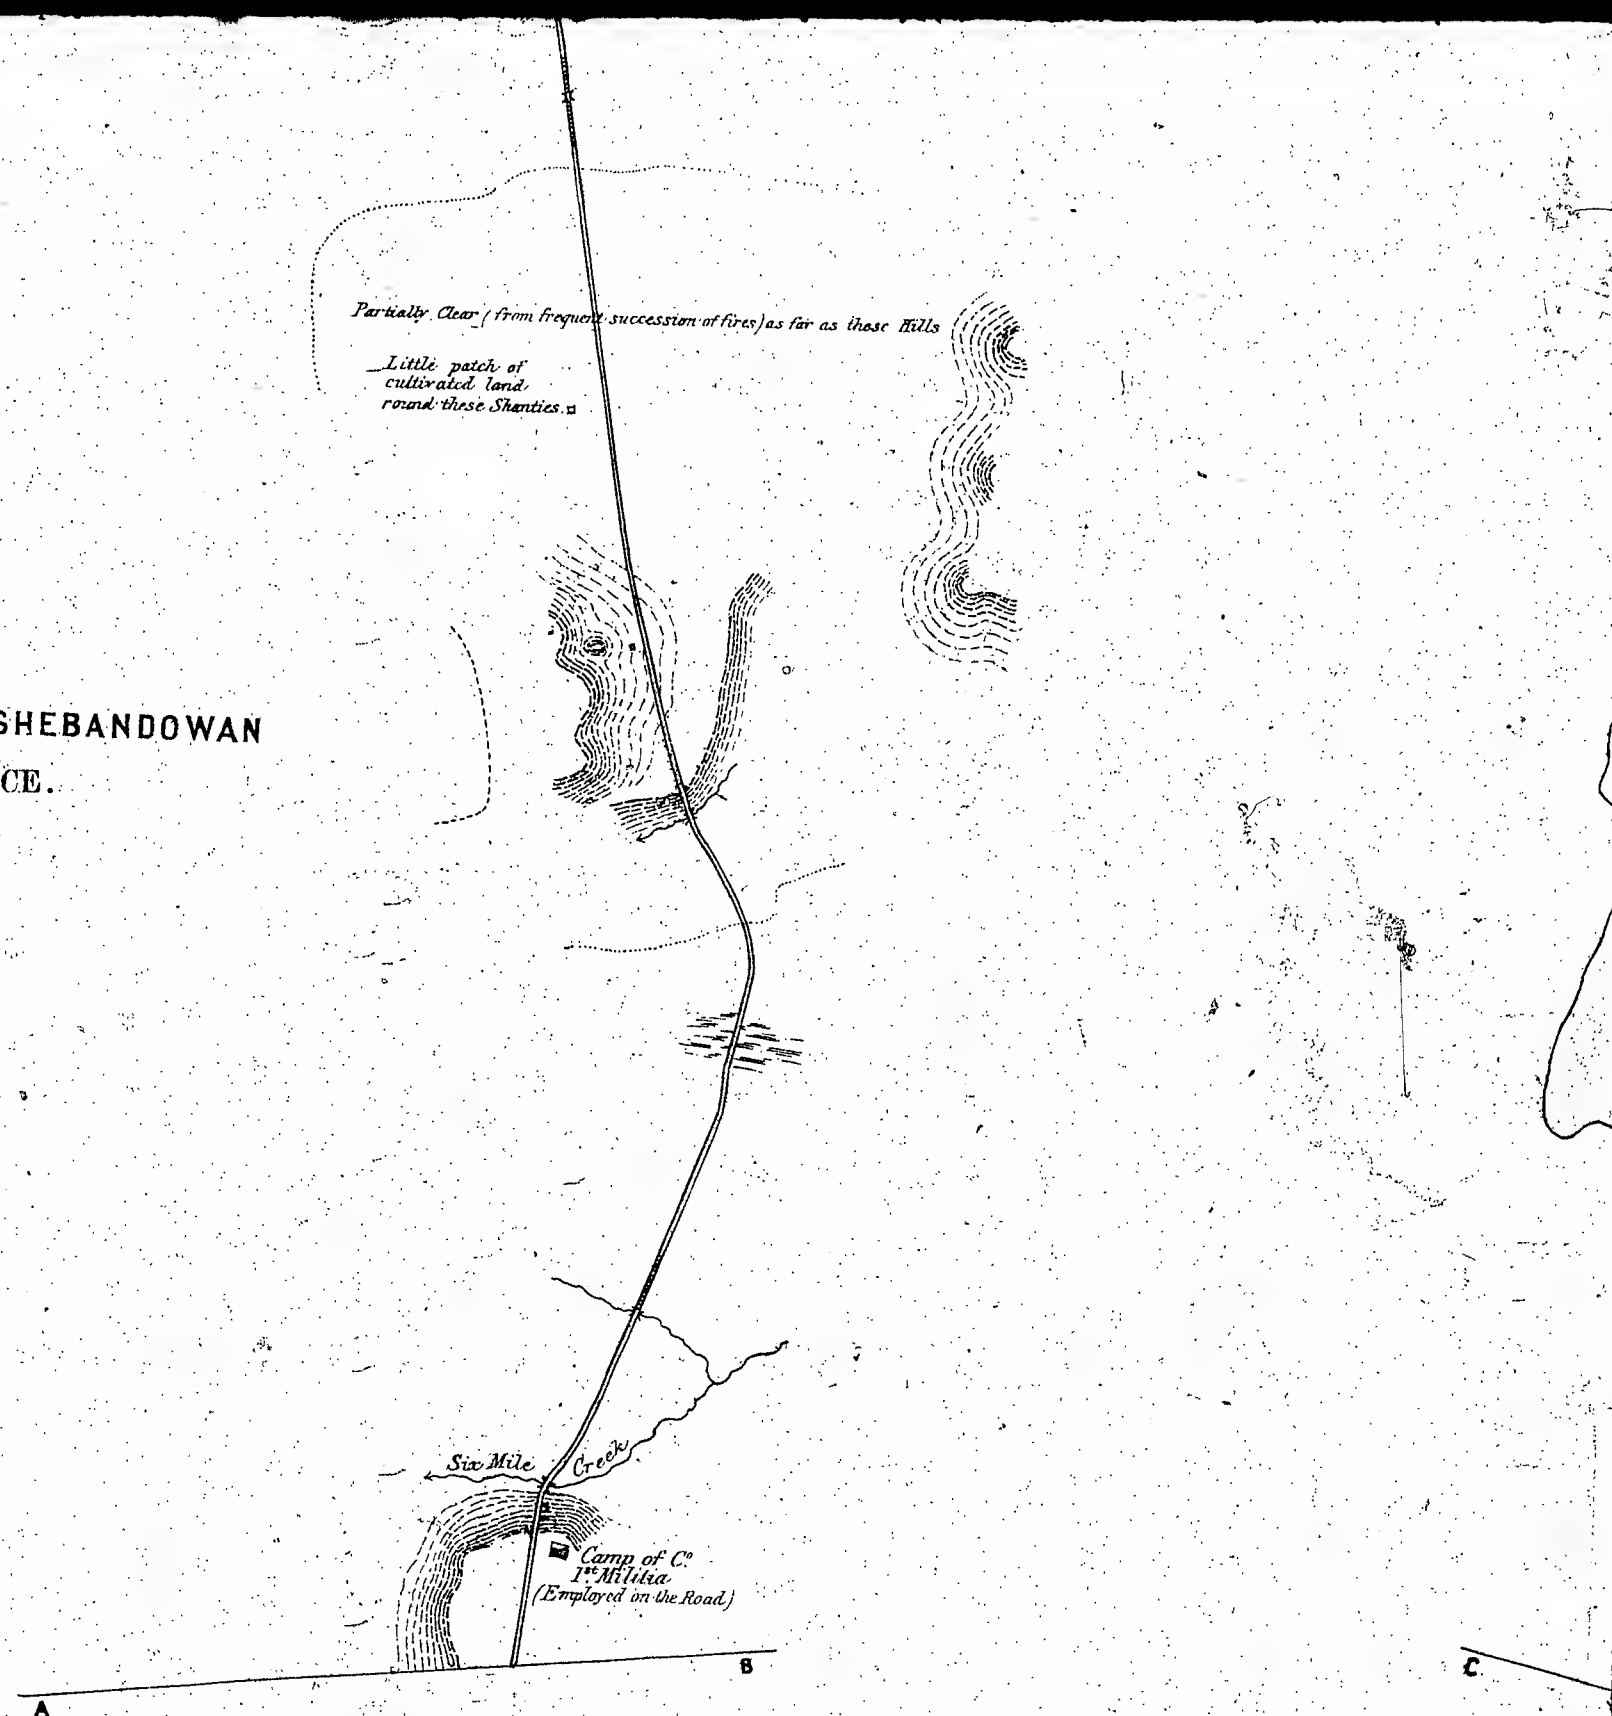 Partially Clear (from frequent succession of fires) as far as these Hills
Little patch of
cultivated land
round these Shanties.
SHEBANDOWAN
CE.
Six Mile Creek
Camp of Co.
1st Militia
(Employed on the Road)
A
B
C